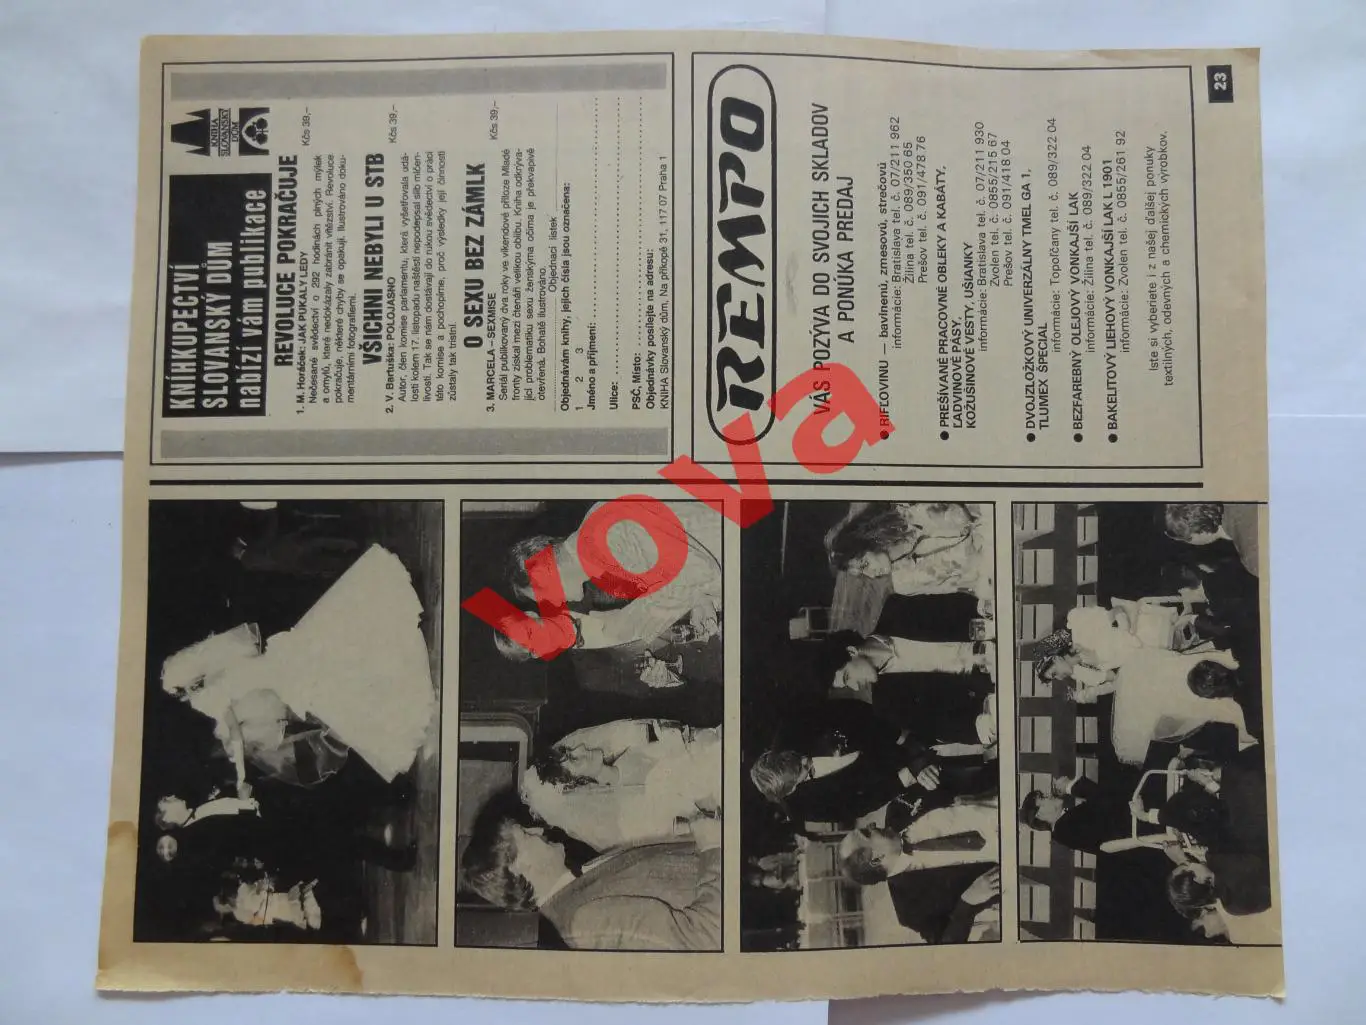 KNÍHKUPECTVÍ
SLOVANSKÝ DŮM
nabízí vám publikace
KNIHA
SLOVANSKÝ
DŮM
REVOLUCE POKRAČUJE
1. M. Horáček: JAK PUKALY LEDY Kčs 39,–
Nečesané svědectví o 292 hodinách plných mýlek
a omylů, které nedokázaly zabránit vítězství. Revoluce
pokračuje, některé chyby se opakují. Ilustrováno doku-
mentárními fotografiemi.
VŠICHNI NEBYLI U STB
2. V. Bartuška: POLOJASNO Kčs 39,–
Autor, člen komise parlamentu, která vyšetřovala udá-
losti kolem 17. listopadu naštěstí nepodepsal slib mlčen-
livosti. Tak se nám dostávají do rukou svědectví o práci
této komise a pochopíme, proč výsledky její činnosti
zůstaly tak tristní.
O SEXU BEZ ZÁMLK
3. MARCELA – SEXMISE Kčs 39,–
Seriál publikovaný dva roky ve víkendové příloze Mladé
fronty získal mezi čtenáři velikou oblibu. Kniha odkrýva-
jící problematiku sexu ženskýma očima je překvapivě
otevřená. Bohatě ilustrováno.
Objednací lístek
Objednávám knihy, jejich čísla jsou označena:
1 2 3
Jméno a příjmení:
Ulice:
PSČ, Místo:
Objednávky posílejte na adresu:
KNIHA Slovanský dům, Na příkopě 31, 117 07 Praha 1
REMPO
VÁS POZÝVA DO SVOJICH SKLADOV
A PONÚKA PREDAJ
● RIFĽOVINU — bavlnenú, zmesovú, strečovú
informácie: Bratislava tel. č. 07/211 962
Žilina tel. č. 089/350 65
Prešov tel. č. 091/478 76
● PREŠÍVANÉ PRACOVNÉ OBLEKY A KABÁTY,
ĽADVINOVÉ PÁSY,
KOŽUŠINOVÉ VESTY, UŠIANKY
informácie: Bratislava tel. č. 07/211 930
Zvolen tel. č. 0855/215 67
Prešov tel. č. 091/418 04
● DVOJZLOŽKOVÝ UNIVERZÁLNY TMEL GA 1,
TLUMEX ŠPECIAL
informácie: Topoľčany tel. č. 089/322 04
● BEZFAREBNÝ OLEJOVÝ VONKAJŠÍ LAK
informácie: Žilina tel. č. 089/322 04
● BAKELITOVÝ LIEHOVÝ VONKAJŠÍ LAK L 1901
informácie: Zvolen tel. č. 0855/261 92
Iste si vyberiete i z našej ďalšej ponuky
textilných, odevných a chemických výrobkov.
23
vova